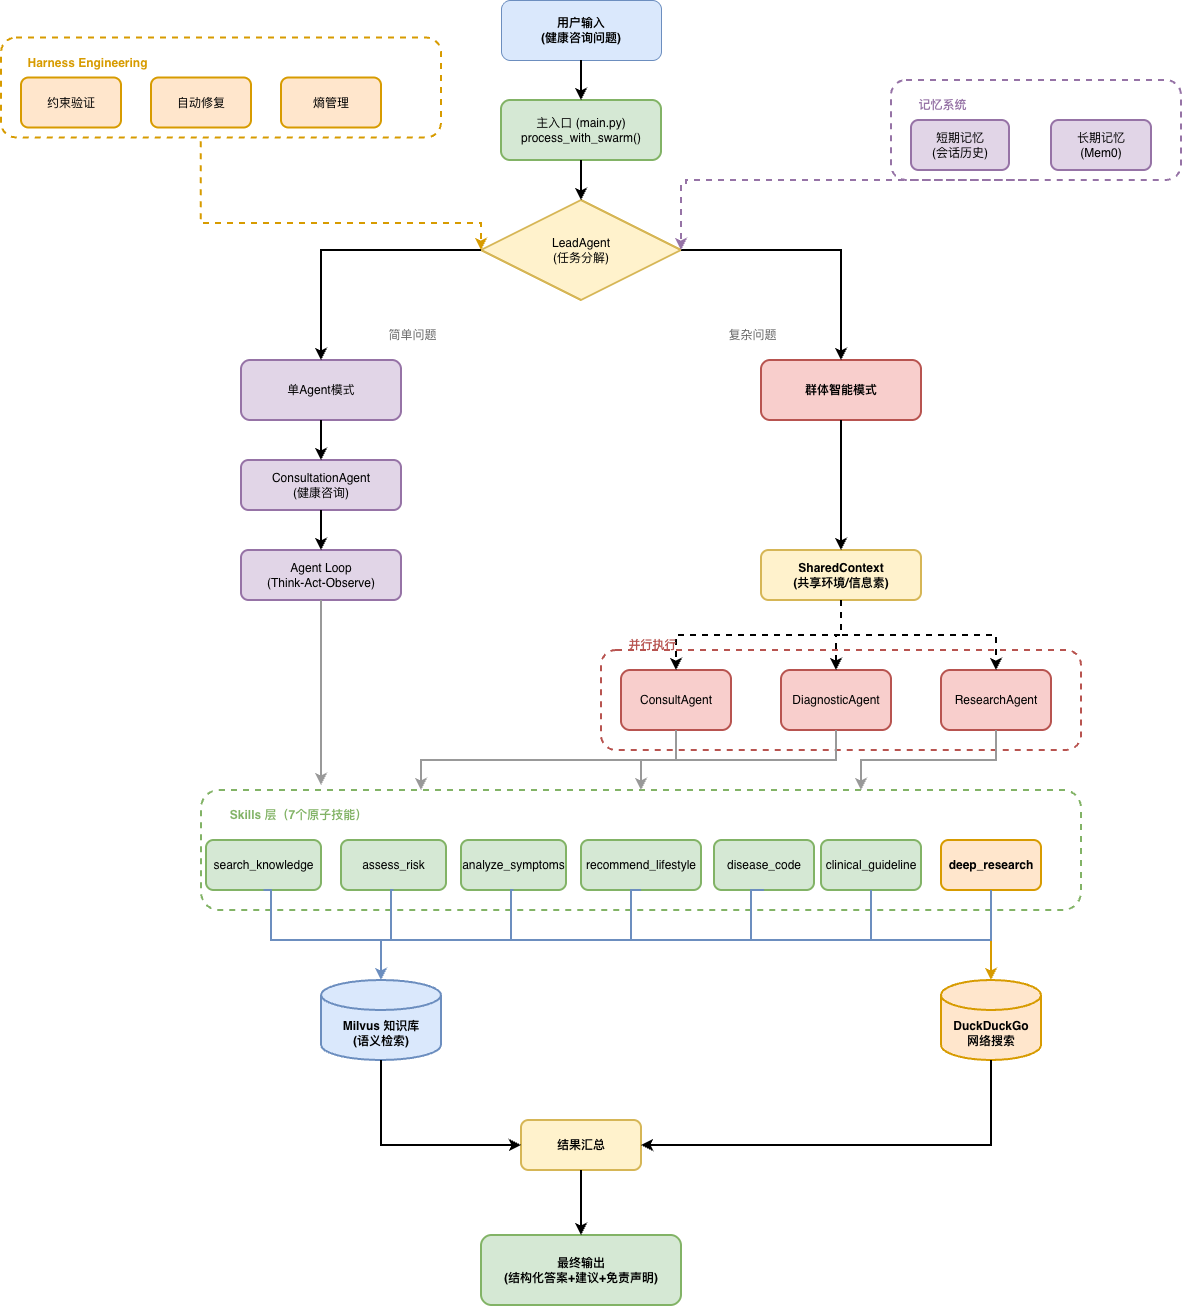 用户输入
(健康咨询问题)
Harness Engineering
约束验证
自动修复
熵管理
主入口 (main.py)
process_with_swarm()
记忆系统
短期记忆
(会话历史)
长期记忆
(Mem0)
LeadAgent
(任务分解)
简单问题
复杂问题
单Agent模式
群体智能模式
ConsultationAgent
(健康咨询)
Agent Loop
(Think-Act-Observe)
SharedContext
(共享环境/信息素)
并行执行
ConsultAgent
DiagnosticAgent
ResearchAgent
Skills 层（7个原子技能）
search_knowledge
assess_risk
analyze_symptoms
recommend_lifestyle
disease_code
clinical_guideline
deep_research
Milvus 知识库
(语义检索)
DuckDuckGo
网络搜索
结果汇总
最终输出
(结构化答案+建议+免责声明)